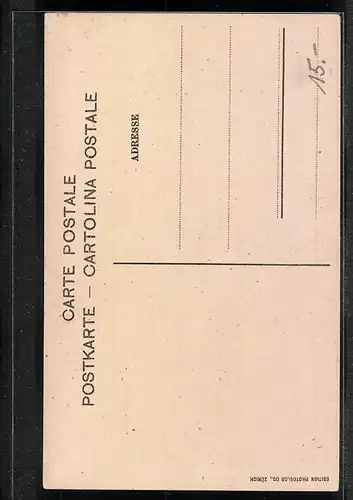 CARTE POSTALE
POSTKARTE — CARTOLINA POSTALE
ADRESSE
15.-
EDITION PHOTOGLOB CO., ZÜRICH